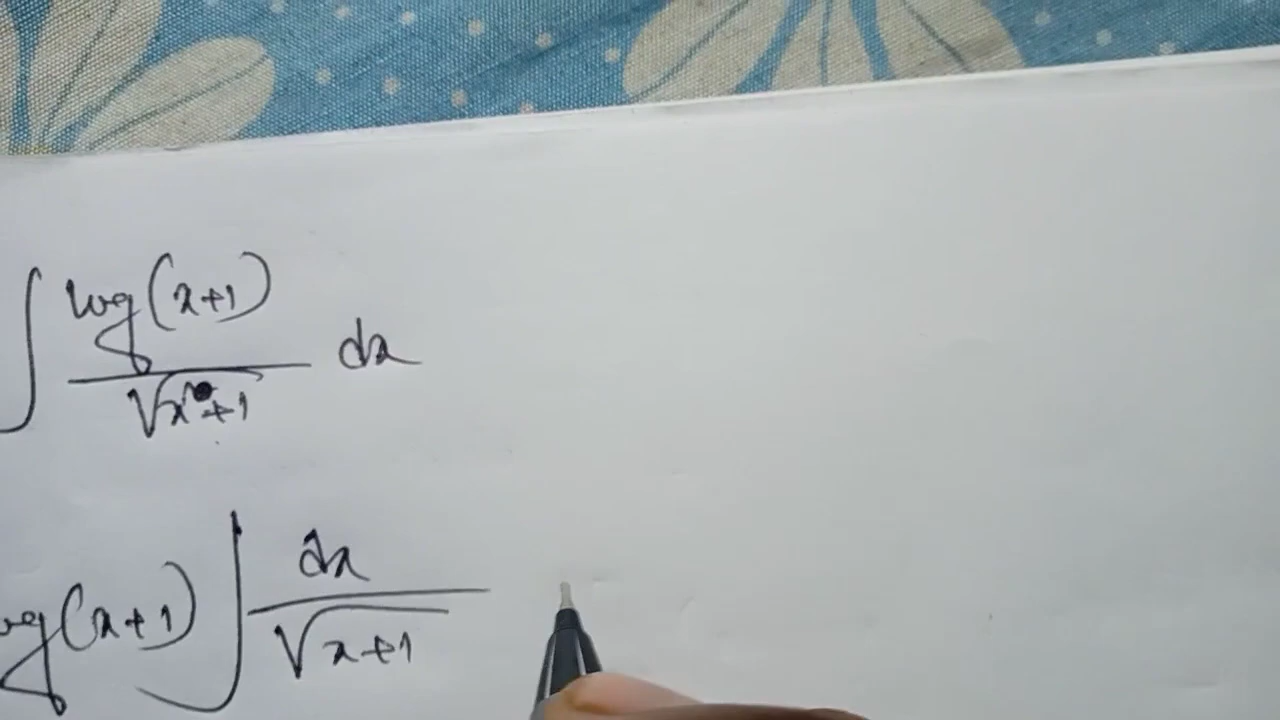 ∫ log(x+1) / √x+1 dx
log(x+1) ∫ dx / √x+1